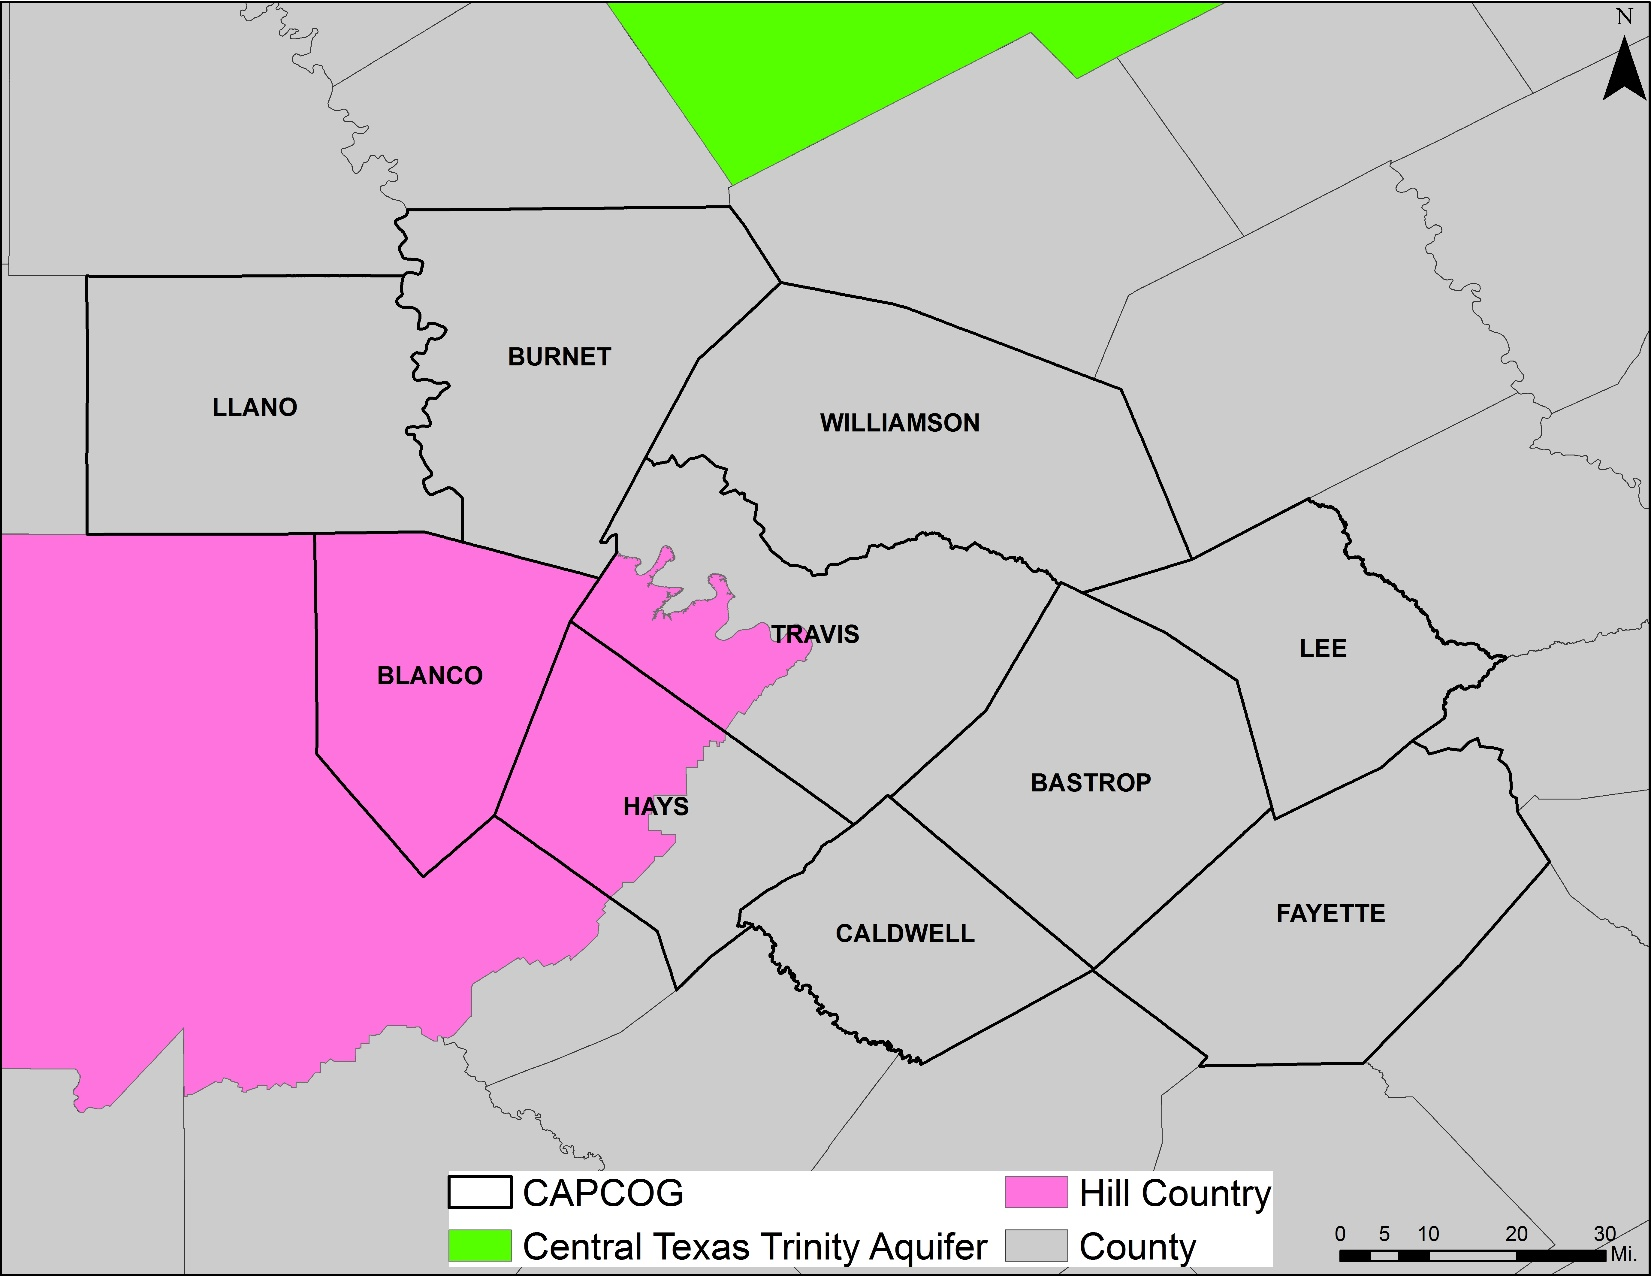 N
BURNET
LLANO
WILLIAMSON
TRAVIS
LEE
BLANCO
BASTROP
HAYS
FAYETTE
CALDWELL
CAPCOG
Hill Country
Central Texas Trinity Aquifer
County
0 5 10 20 30
Mi.